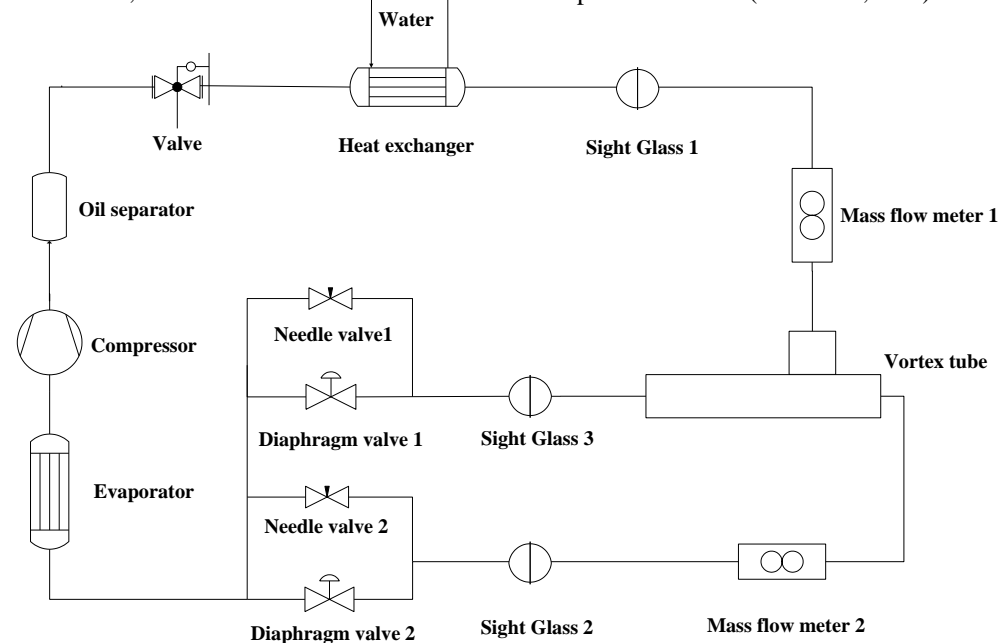 Water
Valve
Heat exchanger
Sight Glass 1
Oil separator
Mass flow meter 1
Needle valve1
Compressor
Vortex tube
Diaphragm valve 1
Sight Glass 3
Evaporator
Needle valve 2
Diaphragm valve 2
Sight Glass 2
Mass flow meter 2